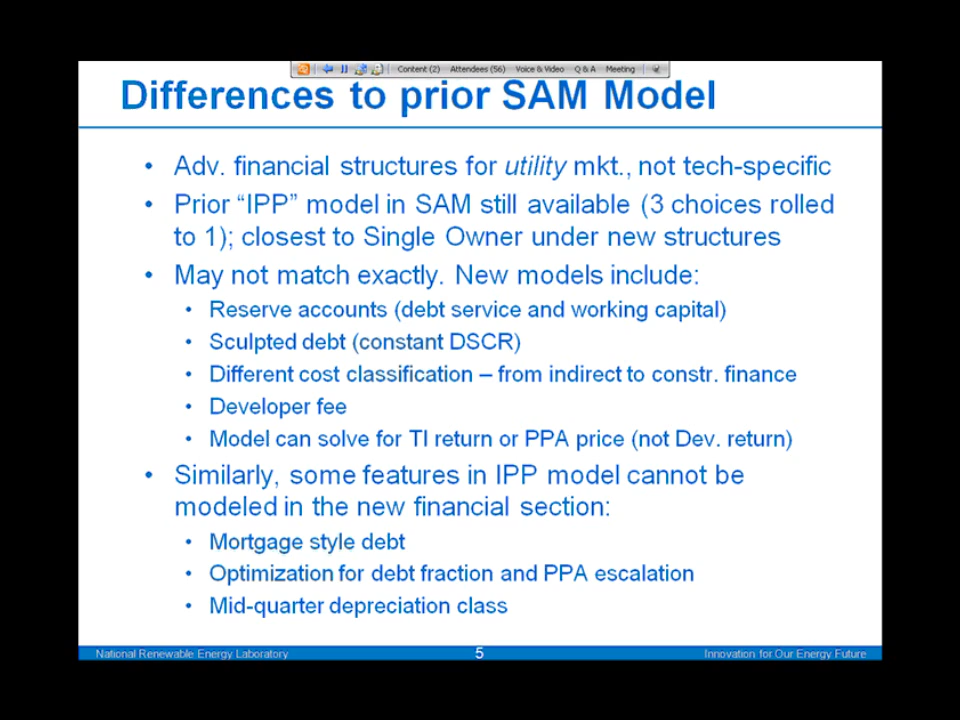 Content (2) Attendees (56) Voice & Video Q & A Meeting
Differences to prior SAM Model
• Adv. financial structures for utility mkt., not tech-specific
• Prior “IPP” model in SAM still available (3 choices rolled
to 1); closest to Single Owner under new structures
• May not match exactly. New models include:
• Reserve accounts (debt service and working capital)
• Sculpted debt (constant DSCR)
• Different cost classification – from indirect to constr. finance
• Developer fee
• Model can solve for TI return or PPA price (not Dev. return)
• Similarly, some features in IPP model cannot be
modeled in the new financial section:
• Mortgage style debt
• Optimization for debt fraction and PPA escalation
• Mid-quarter depreciation class
National Renewable Energy Laboratory 5 Innovation for Our Energy Future